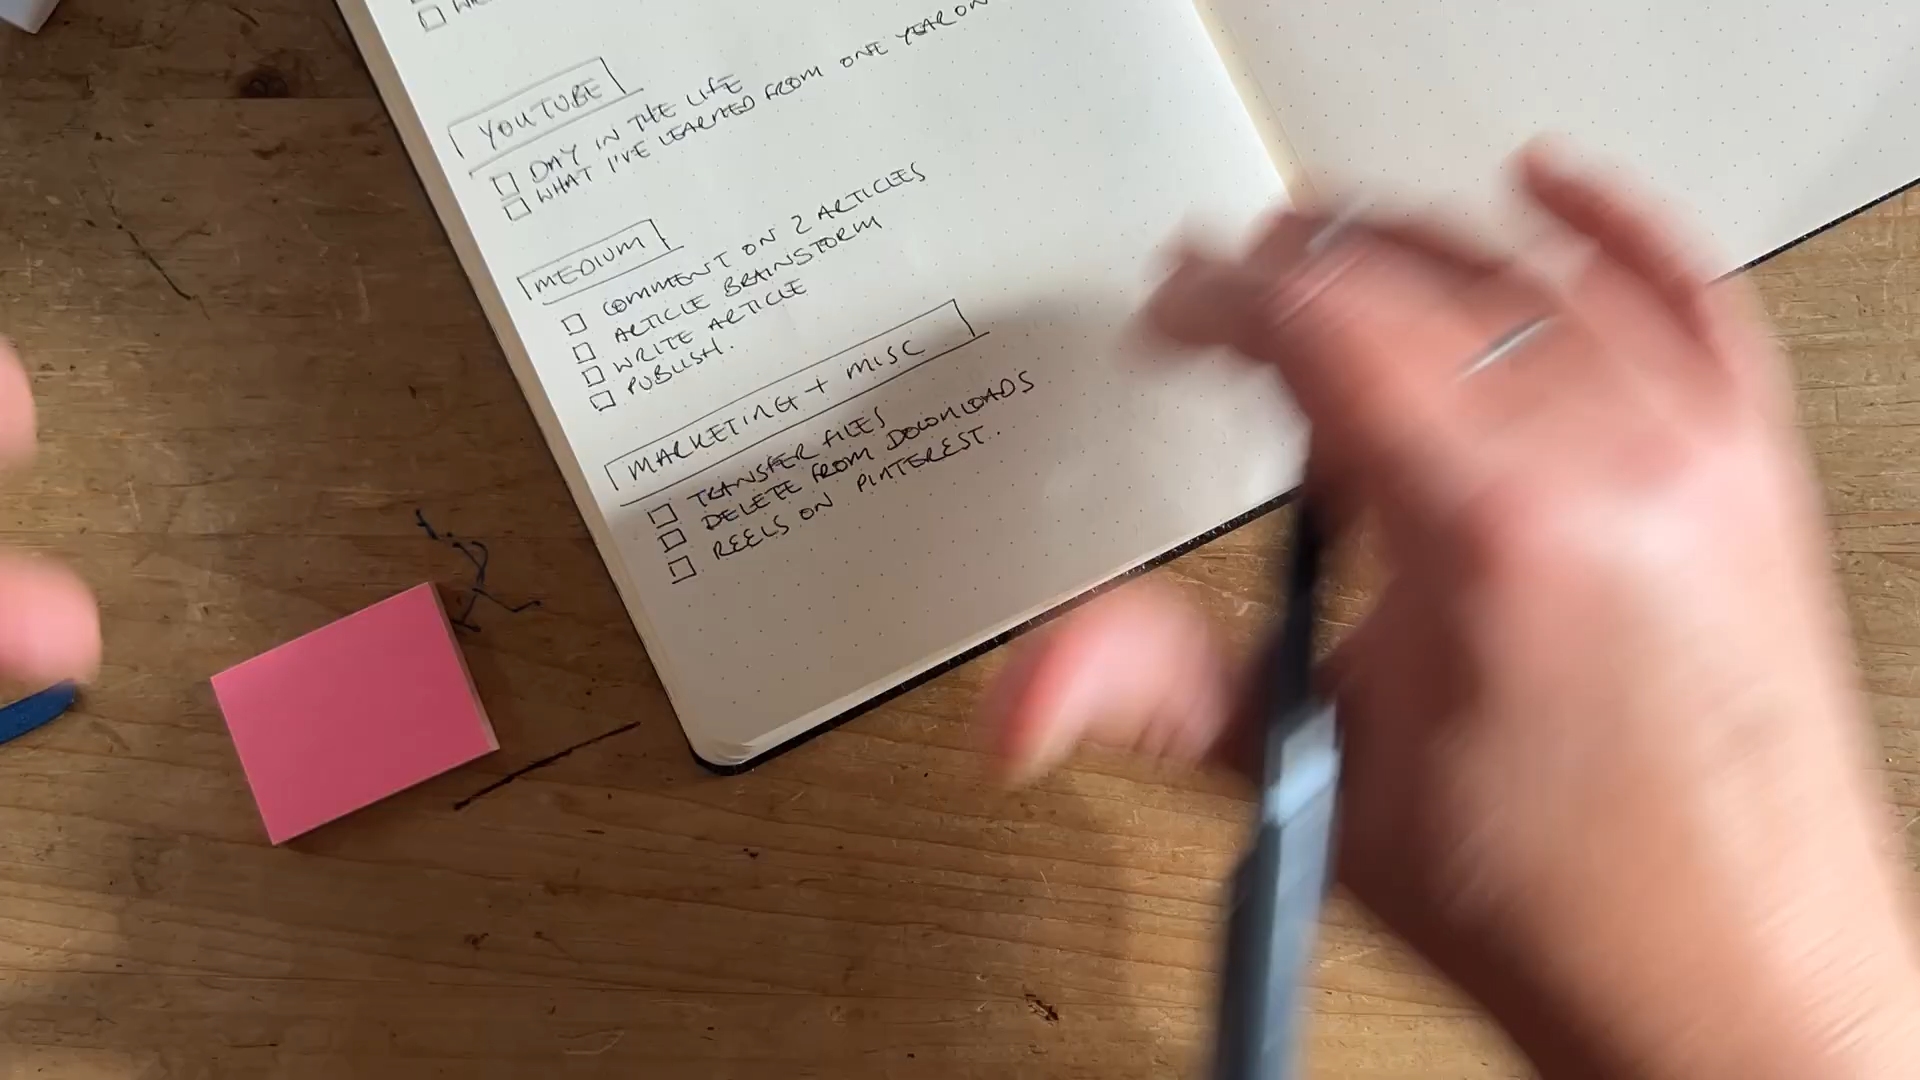 YOUTUBE
DAY IN THE LIFE
WHAT I'VE LEARNED FROM ONE YEAR ON
MEDIUM
COMMENT ON 2 ARTICLES
ARTICLE BRAINSTORM
WRITE ARTICLE
PUBLISH.
MARKETING + MISC
TRANSFER FILES
DELETE FROM DOWNLOADS
REELS ON PINTEREST.